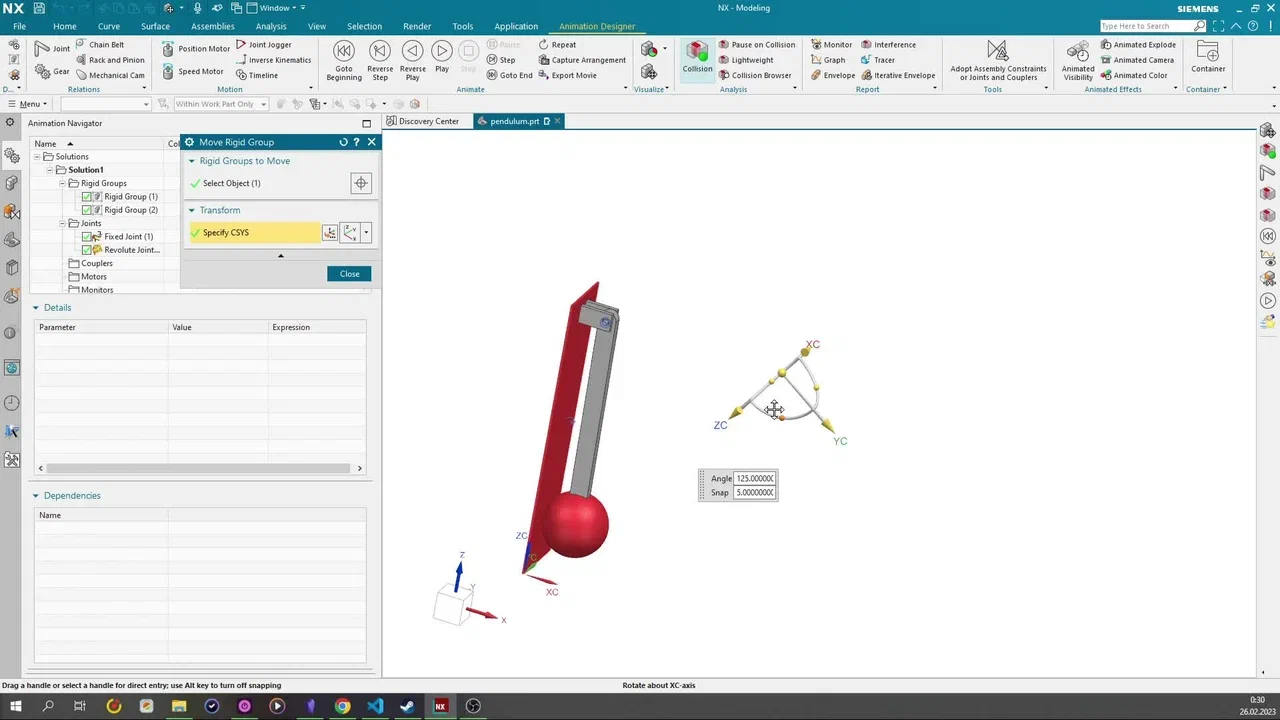 NX
Window
NX - Modeling
SIEMENS
File
Home
Curve
Surface
Assemblies
Analysis
View
Selection
Render
Tools
Application
Animation Designer
Type Here to Search
Joint
Chain Belt
Gear
Rack and Pinion
Mechanical Cam
Relations
Position Motor
Speed Motor
Joint Jogger
Inverse Kinematics
Timeline
Motion
Goto Beginning
Reverse Step
Reverse Play
Play
Stop
Pause
Step
Goto End
Repeat
Capture Arrangement
Export Movie
Animate
Visualize
Collision
Pause on Collision
Lightweight
Collision Browser
Analysis
Monitor
Graph
Envelope
Interference
Tracer
Iterative Envelope
Report
Adopt Assembly Constraints
or Joints and Couplers
Tools
Animated Visibility
Animated Explode
Animated Camera
Animated Color
Animated Effects
Container
Container
D...
Menu
Within Work Part Only
Animation Navigator
Discovery Center
pendulum.prt
Name
Co
Solutions
Solution1
Rigid Groups
Rigid Group (1)
Rigid Group (2)
Joints
Fixed Joint (1)
Revolute Joint...
Couplers
Motors
Monitors
Move Rigid Group
Rigid Groups to Move
Select Object (1)
Transform
Specify CSYS
Close
Details
Parameter
Value
Expression
Dependencies
Name
XC
ZC
YC
Angle 125.0000000
Snap 5.0000000
ZC
XC
Z
Y
X
Drag a handle or select a handle for direct entry; use Alt key to turn off snapping
Rotate about XC-axis
0:30
26.02.2023